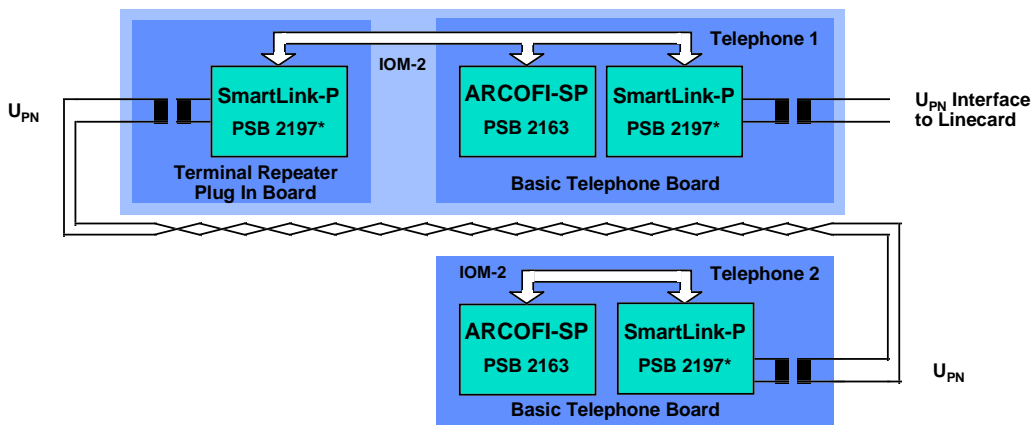 Telephone 1
IOM-2
SmartLink-P
PSB 2197*
ARCOFI-SP
PSB 2163
SmartLink-P
PSB 2197*
UPN
UPN Interface
to Linecard
Terminal Repeater
Plug In Board
Basic Telephone Board
IOM-2
Telephone 2
ARCOFI-SP
PSB 2163
SmartLink-P
PSB 2197*
UPN
Basic Telephone Board